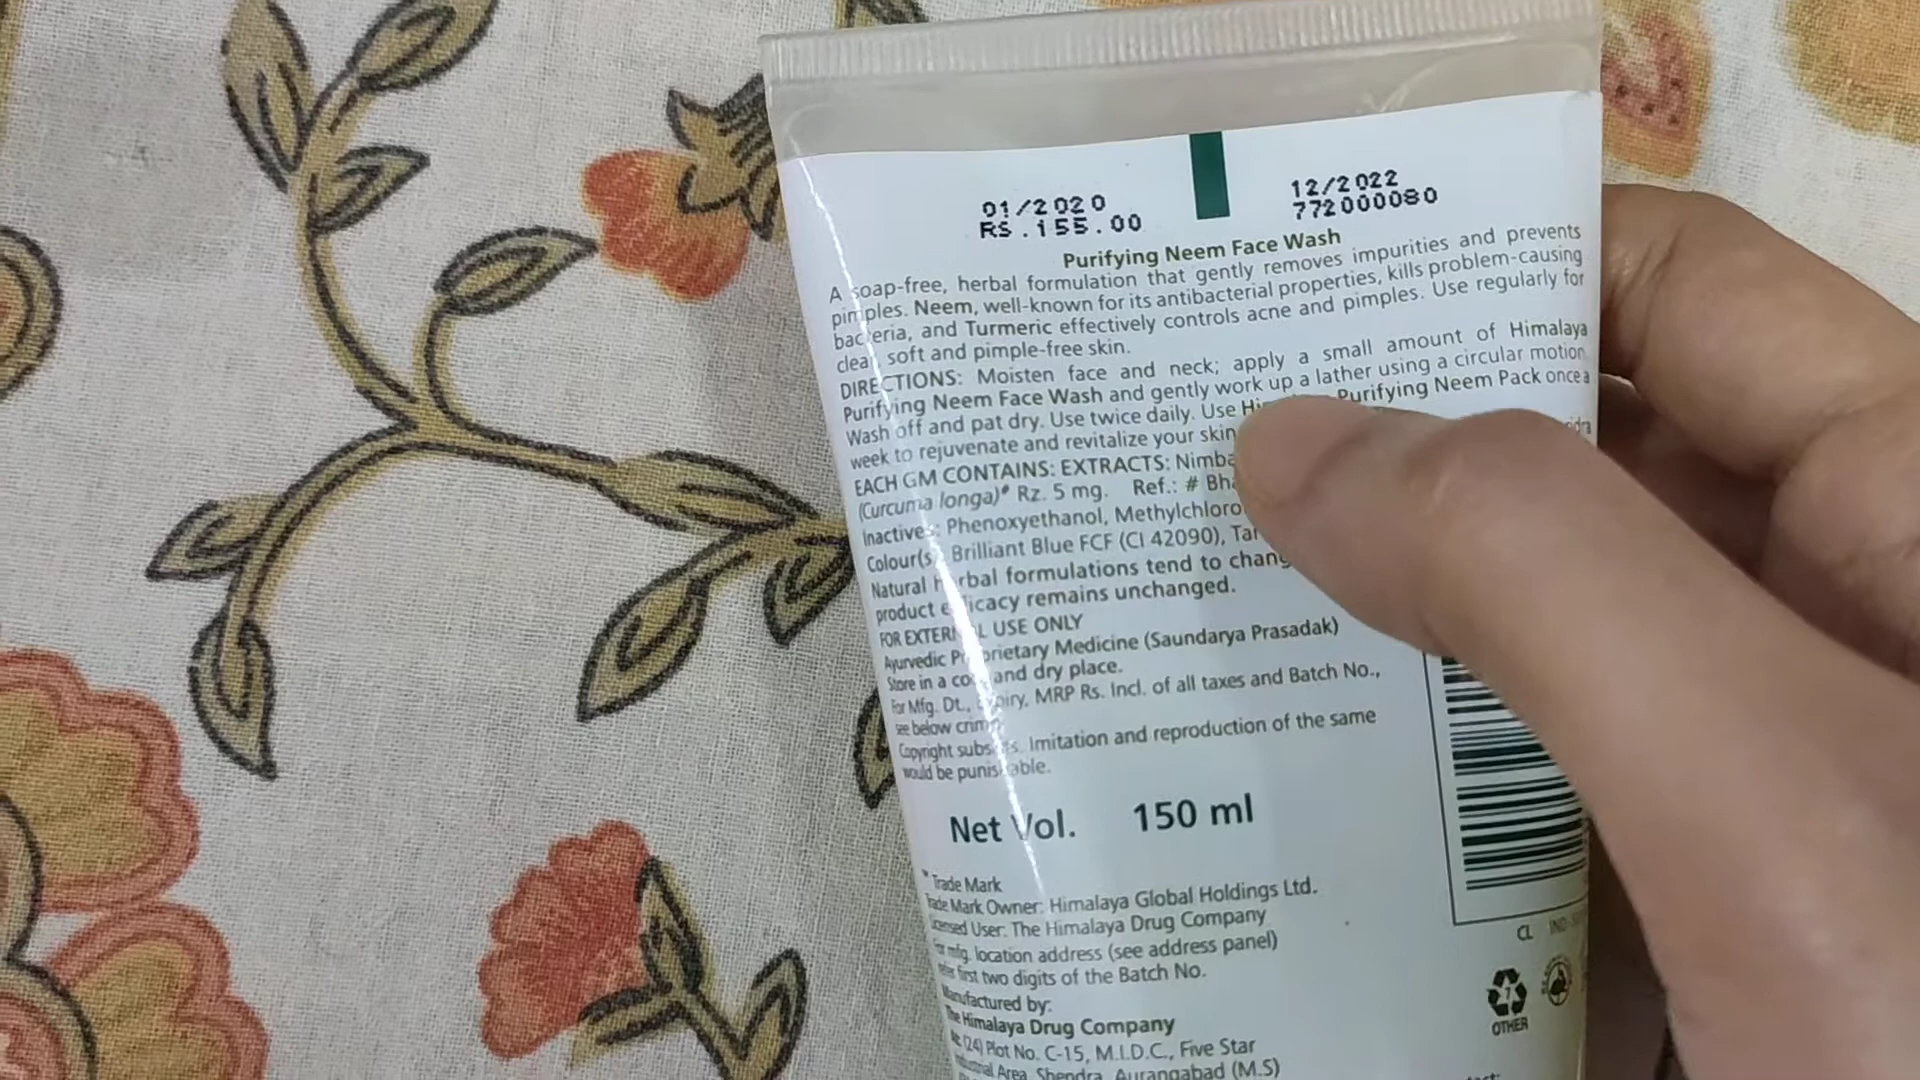 01/2020
RS.155.00
12/2022
772000080
Purifying Neem Face Wash
A soap-free, herbal formulation that gently removes impurities and prevents
pimples. Neem, well-known for its antibacterial properties, kills problem-causing
bacteria, and Turmeric effectively controls acne and pimples. Use regularly for
clear, soft and pimple-free skin.
DIRECTIONS: Moisten face and neck; apply a small amount of Himalaya
Purifying Neem Face Wash and gently work up a lather using a circular motion
Wash off and pat dry. Use twice daily. Use Purifying Neem Pack once a
week to rejuvenate and revitalize your skin
EACH GM CONTAINS: EXTRACTS: Nimba
(Curcuma longa)# Rz. 5 mg. Ref.: #
Inactives: Phenoxyethanol,
Colour(s): Brilliant Blue FCF (CI 42090),
Natural herbal formulations tend to
product efficacy remains unchanged.
FOR EXTERNAL USE ONLY
Ayurvedic Proprietary Medicine (Saundarya Prasadak)
Store in a cool and dry place.
For Mfg. Dt., Expiry, MRP Rs. Incl. of all taxes and Batch No.,
see below crimp.
Copyright subsists. Imitation and reproduction of the same
would be punishable.
Net Vol. 150 ml
Trade Mark
Trade Mark Owner: Himalaya Global Holdings Ltd.
Licensed User: The Himalaya Drug Company
For mfg. location address (see address panel)
refer first two digits of the Batch No.
Manufactured by:
The Himalaya Drug Company
At: (24) Plot No. C-15, M.I.D.C., Five Star
Industrial Area, Shendra, Aurangabad (M.S)
CL
7
OTHER